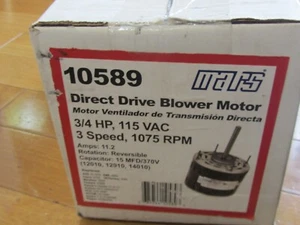 10589
mars
Direct Drive Blower Motor
Motor Ventilador de Transmisión Directa
3/4 HP, 115 VAC
3 Speed, 1075 RPM
Amps: 11.2
Rotation: Reversible
Capacitor: 15 MFD/370V